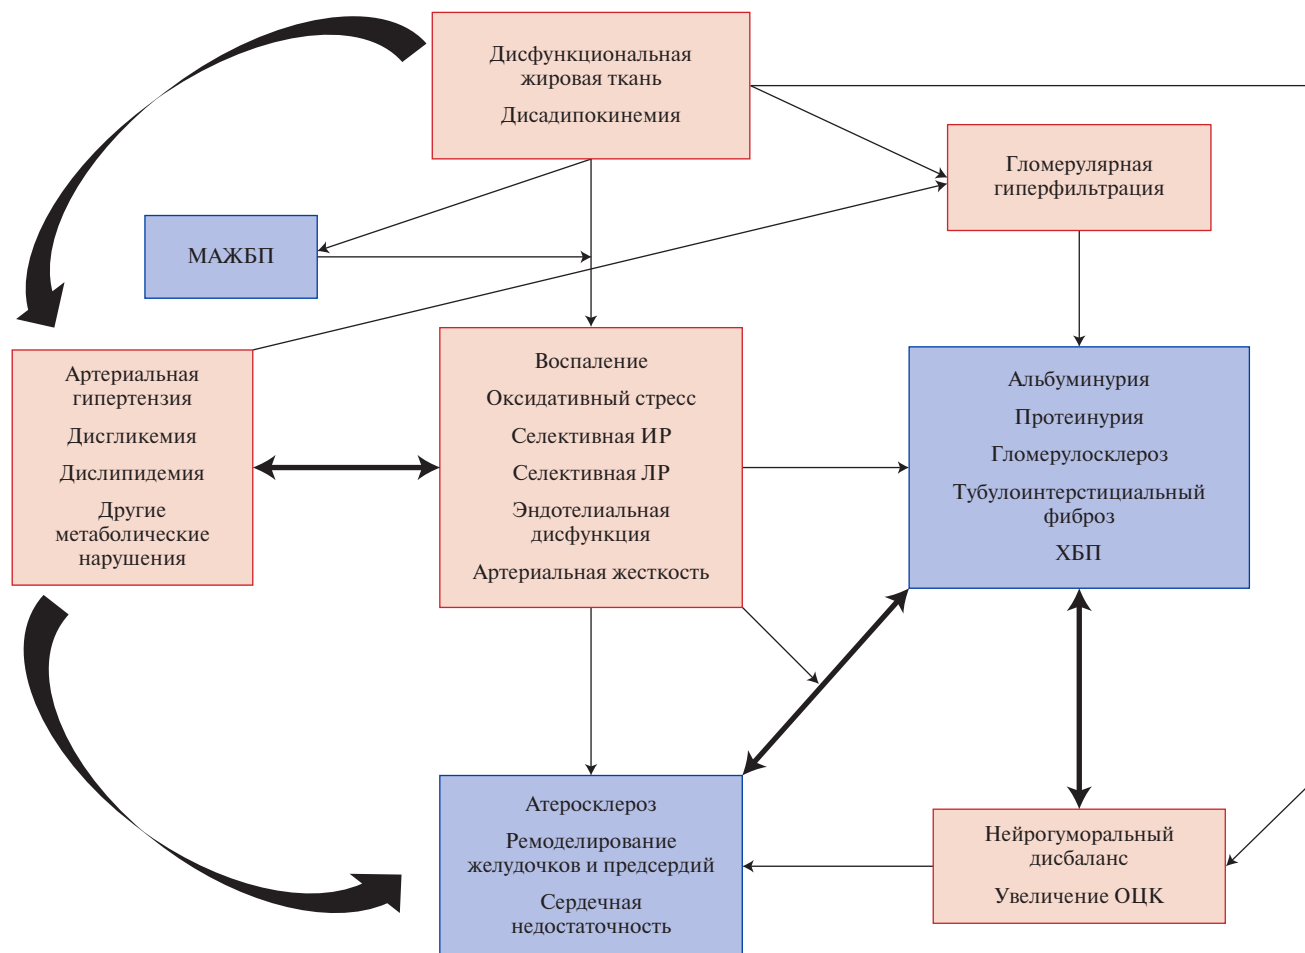 Дисфункциональная
жировая ткань
Дисадипокинемия
Гломерулярная
гиперфильтрация
МАЖБП
Артериальная
гипертензия
Дисгликемия
Дислипидемия
Другие
метаболические
нарушения
Воспаление
Оксидативный стресс
Селективная ИР
Селективная ЛР
Эндотелиальная
дисфункция
Артериальная жесткость
Альбуминурия
Протеинурия
Гломерулосклероз
Тубулоинтерстициальный
фиброз
ХБП
Атеросклероз
Ремоделирование
желудочков и предсердий
Сердечная
недостаточность
Нейрогуморальный
дисбаланс
Увеличение ОЦК